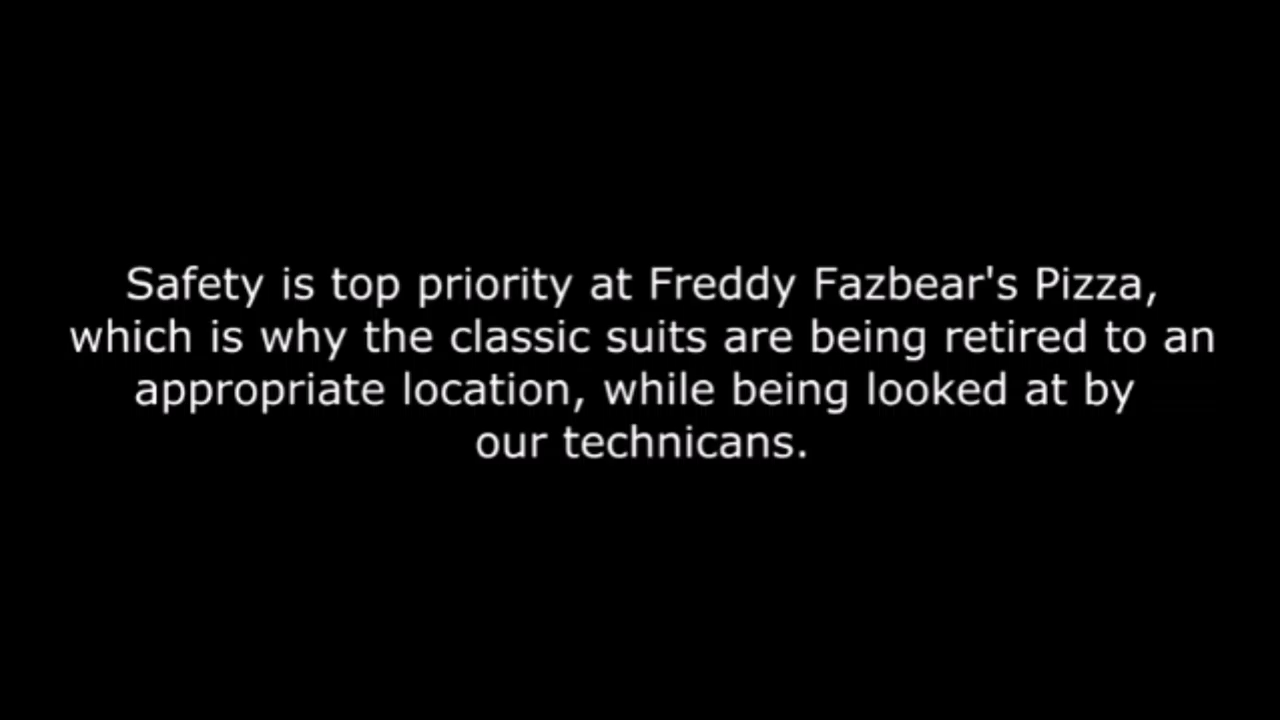 Safety is top priority at Freddy Fazbear's Pizza,
which is why the classic suits are being retired to an
appropriate location, while being looked at by
our technicans.